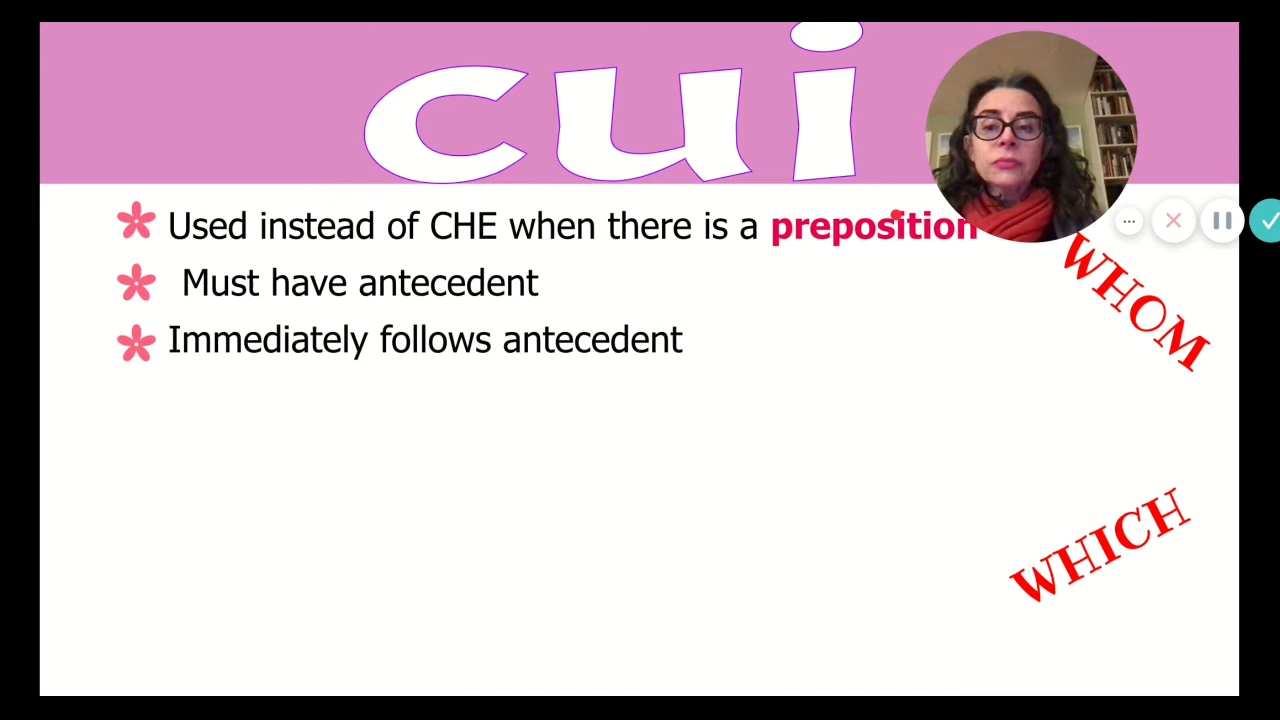 cui
Used instead of CHE when there is a preposition
Must have antecedent
Immediately follows antecedent
WHOM
WHICH